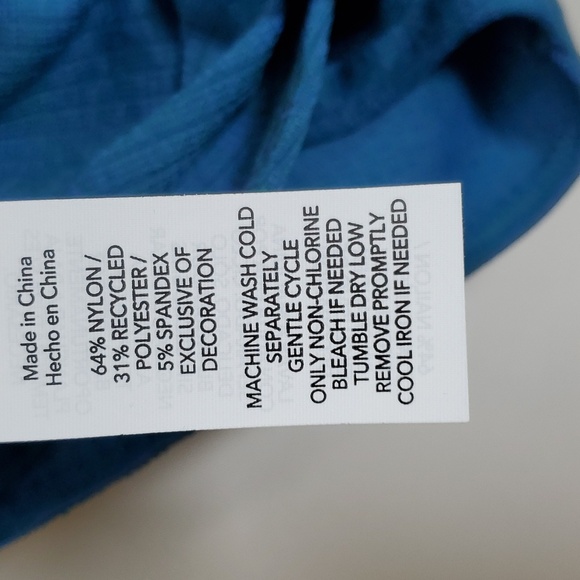 Made in China
Hecho en China
64% NYLON /
31% RECYCLED
POLYESTER /
5% SPANDEX
EXCLUSIVE OF
DECORATION
MACHINE WASH COLD
SEPARATELY
GENTLE CYCLE
ONLY NON-CHLORINE
BLEACH IF NEEDED
TUMBLE DRY LOW
REMOVE PROMPTLY
COOL IRON IF NEEDED